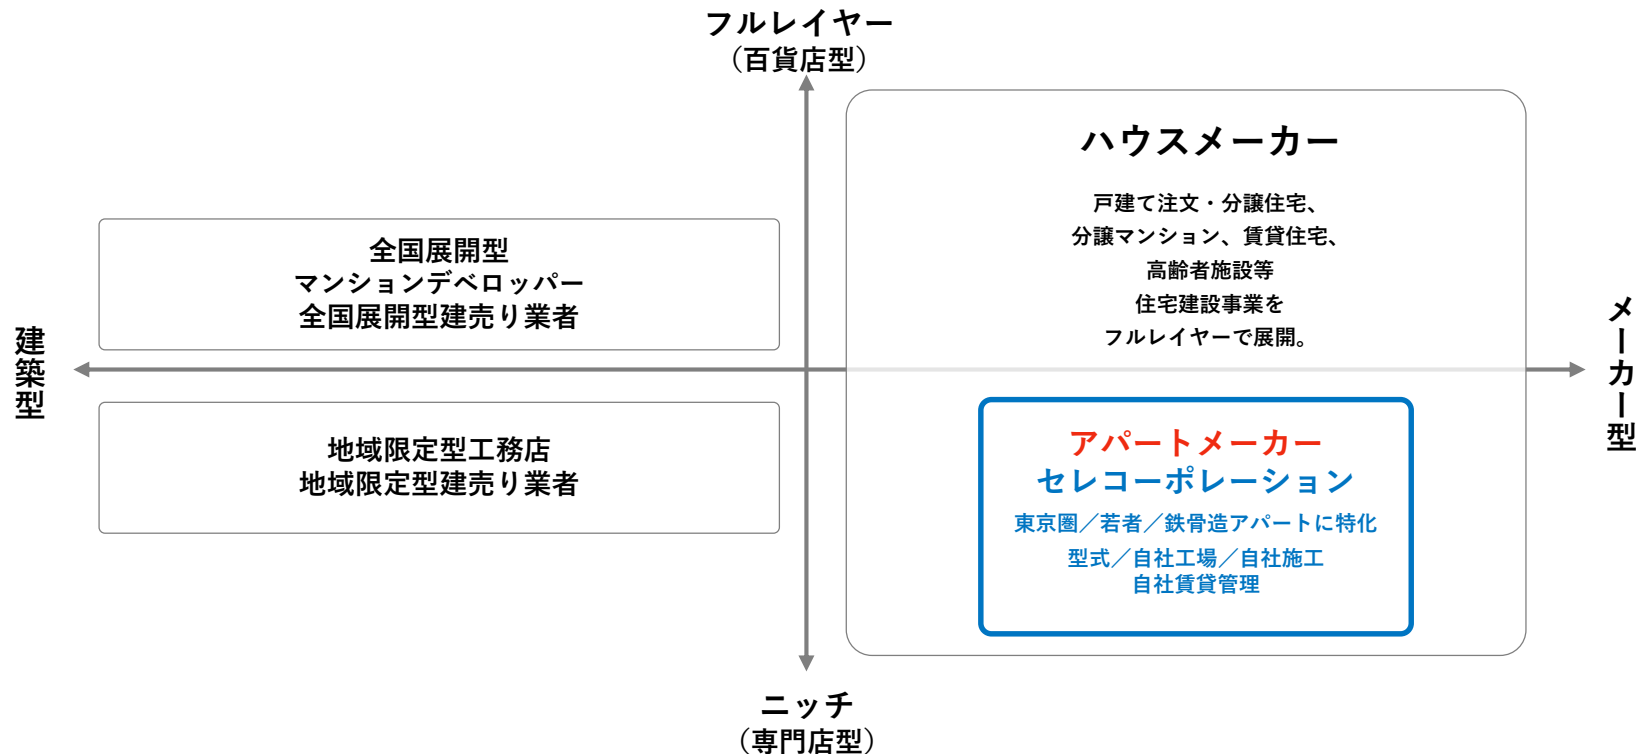 フルレイヤー
（百貨店型）
ハウスメーカー
戸建て注文・分譲住宅、
分譲マンション、賃貸住宅、
高齢者施設等
住宅建設事業を
フルレイヤーで展開。
全国展開型
マンションデベロッパー
全国展開型建売り業者
建築型
メーカー型
地域限定型工務店
地域限定型建売り業者
アパートメーカー
セレコーポレーション
東京圏／若者／鉄骨造アパートに特化
型式／自社工場／自社施工
自社賃貸管理
ニッチ
（専門店型）